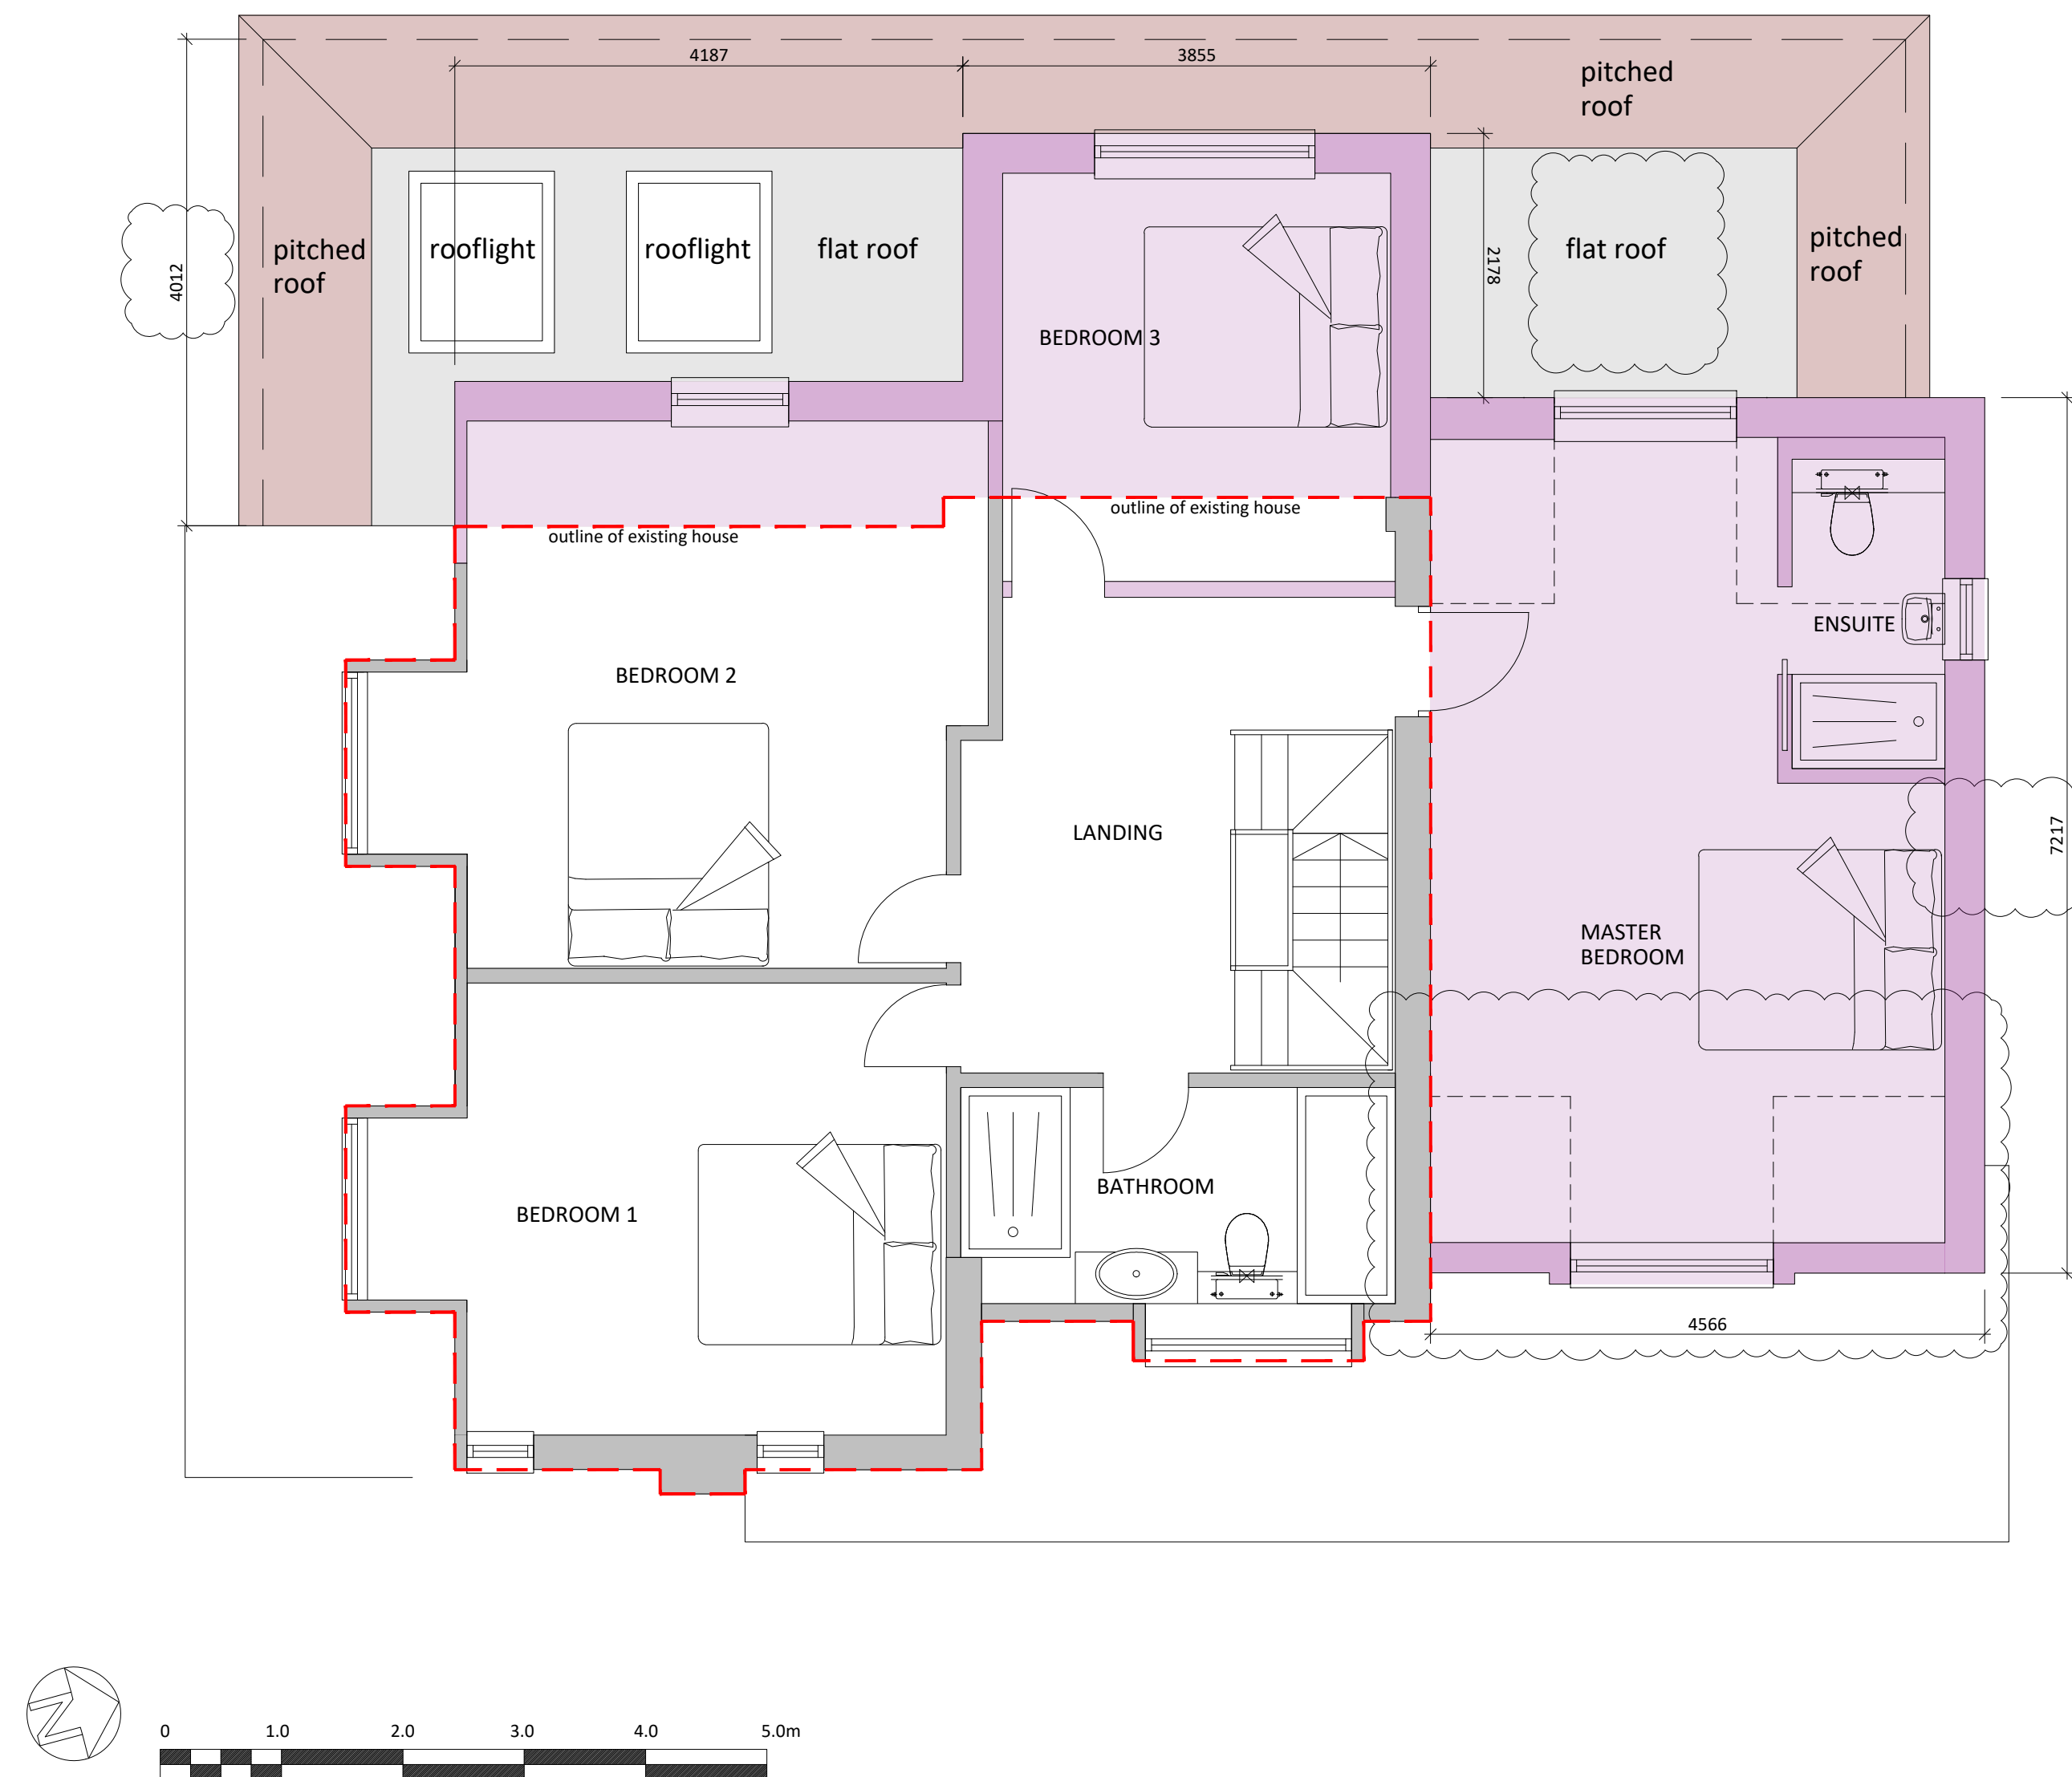 4187
3855
pitched
roof
4012
pitched
roof
rooflight
rooflight
flat roof
2178
flat roof
pitched
roof
BEDROOM 3
outline of existing house
outline of existing house
ENSUITE
BEDROOM 2
LANDING
7217
MASTER
BEDROOM
BATHROOM
BEDROOM 1
4566
N
0
1.0
2.0
3.0
4.0
5.0m